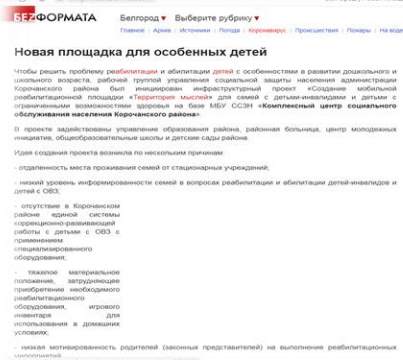 БЕZФОРМАТА Белгород ▼ Выберите рубрику ▼
Главное | Архив | Источники | Погода | Коронавирус | Происшествия | Пожары | На воде
Новая площадка для особенных детей
Чтобы решить проблему реабилитации и абилитации детей с особенностями в развитии дошкольного и
школьного возраста, рабочей группой управления социальной защиты населения администрации
Корочанского района был инициирован инфраструктурный проект «Создание мобильной
реабилитационной площадки «Территория мыслей» для семей с детьми-инвалидами и детьми с
ограниченными возможностями здоровья на базе МБУ ССЗН «Комплексный центр социального
обслуживания населения Корочанского района».
В проекте задействованы управление образования района, районная больница, центр молодежных
инициатив, общеобразовательные школы и детские сады района.
Идея создания проекта возникла по нескольким причинам:
- отдаленность места проживания семей от стационарных учреждений;
- низкий уровень информированности семей в вопросах реабилитации и абилитации детей-инвалидов и
детей с ОВЗ;
- отсутствие в Корочанском
районе единой системы
коррекционно-развивающей
работы с детьми с ОВЗ с
применением
специализированного
оборудования;
- тяжелое материальное
положение, затрудняющее
приобретение необходимого
реабилитационного
оборудования, игрового
инвентаря для
использования в домашних
условиях;
- низкая мотивированность родителей (законных представителей) на выполнение реабилитационных
мероприятий